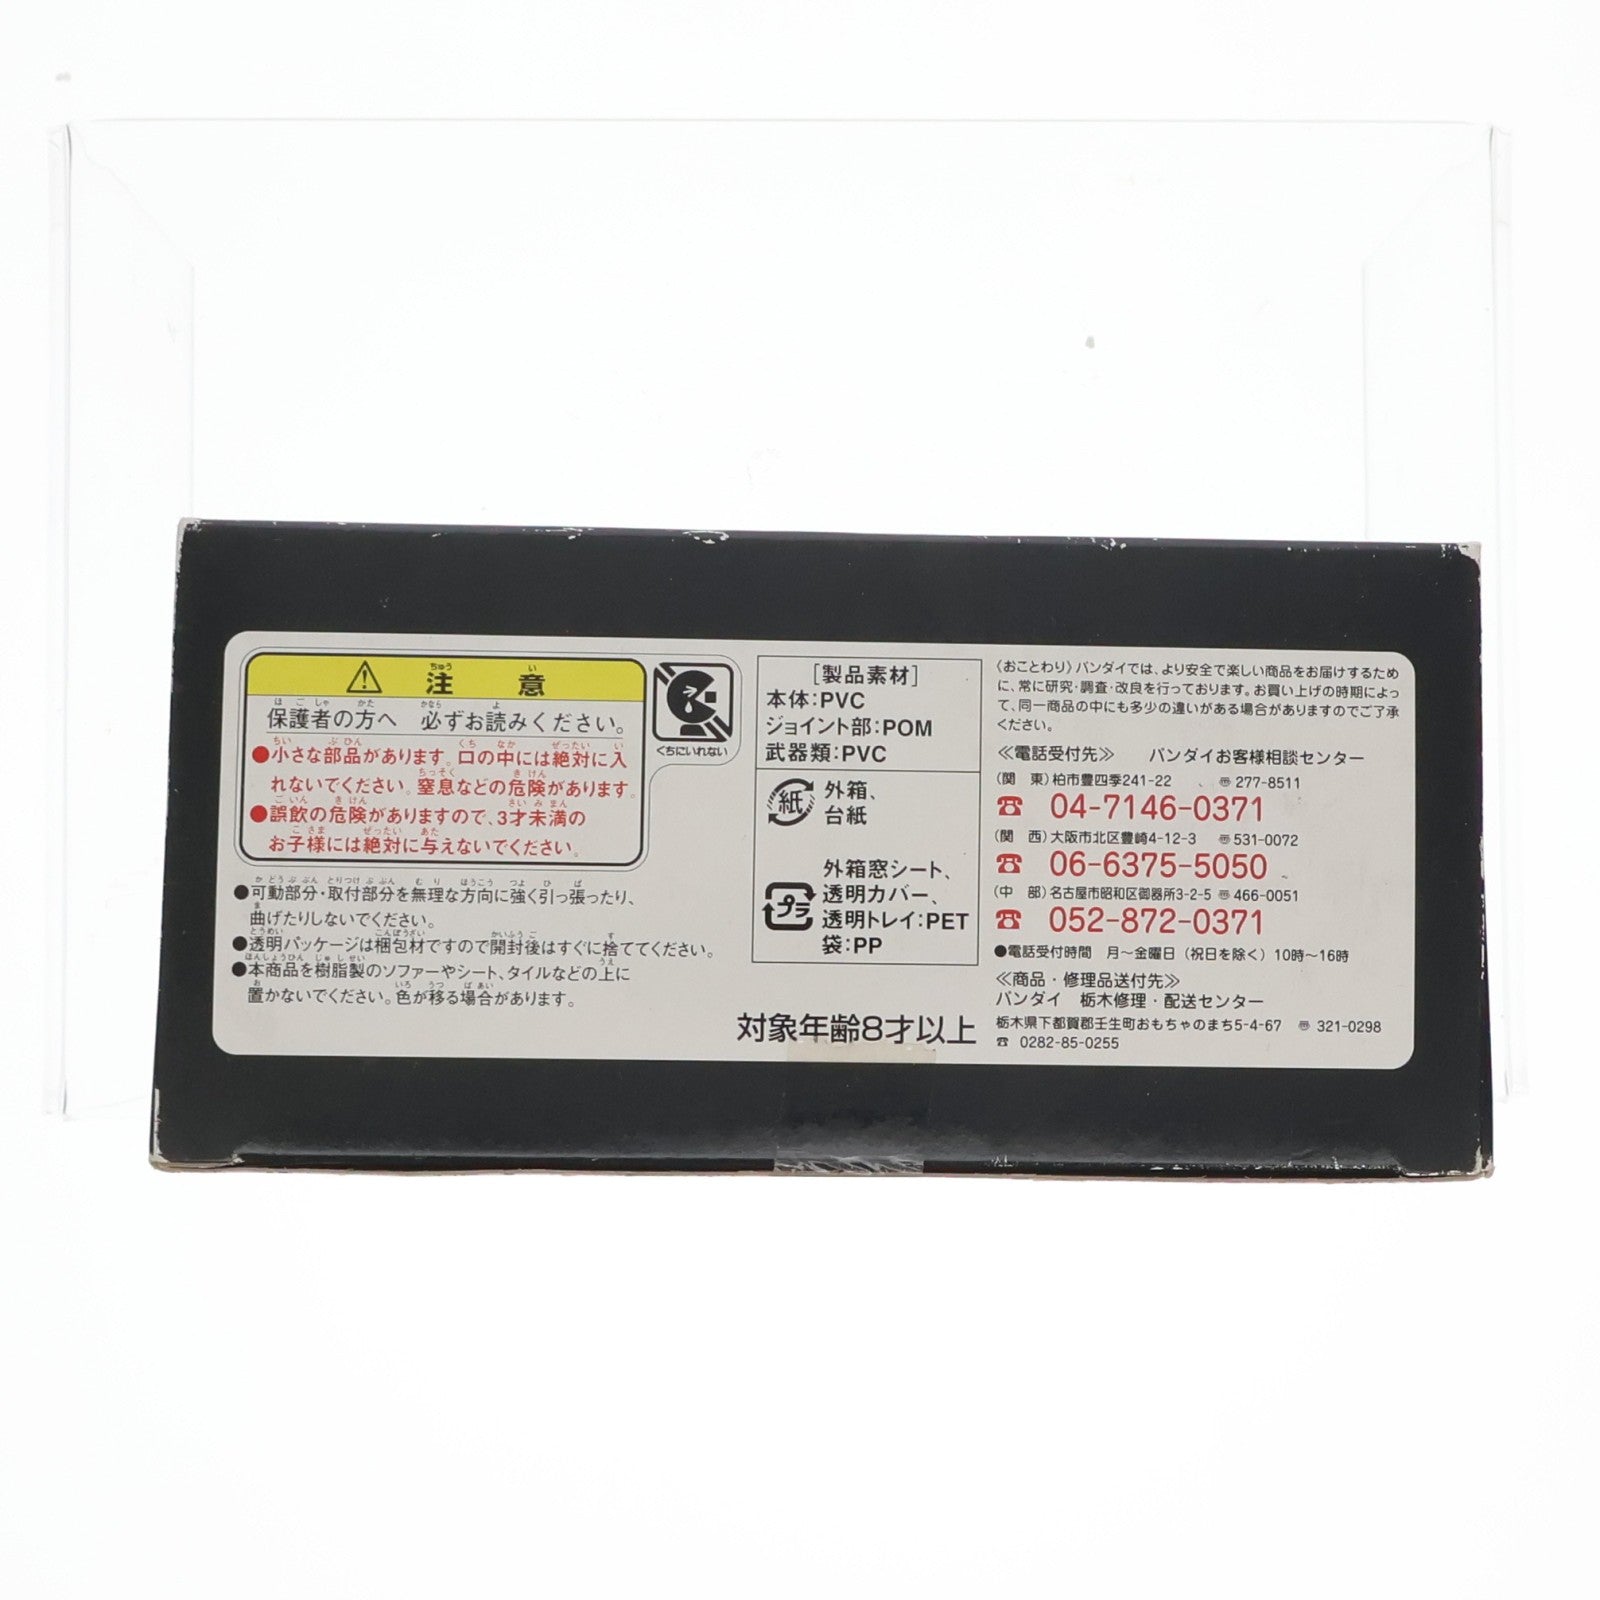 注 意
保護者の方へ 必ずお読みください。
●小さな部品があります。口の中には絶対に入
れないでください。窒息などの危険があります。
●誤飲の危険がありますので、3才未満の
お子様には絶対に与えないでください。
くちにいれない
●可動部分・取付部分を無理な方向に強く引っ張ったり、
曲げたりしないでください。
●透明パッケージは梱包材ですので開封後はすぐに捨ててください。
●本商品を樹脂製のソファーやシート、タイルなどの上に
置かないでください。色が移る場合があります。
[製品素材]
本体:PVC
ジョイント部:POM
武器類:PVC
紙
外箱、
台紙
プラ
外箱窓シート、
透明カバー、
透明トレイ:PET
袋:PP
対象年齢8才以上
〈おことわり〉バンダイでは、より安全で楽しい商品をお届けするため
に、常に研究・調査・改良を行っております。お買い上げの時期によっ
て、同一商品の中にも多少の違いがある場合がありますのでご了承
ください。
≪電話受付先≫ バンダイお客様相談センター
(関 東)柏市豊四季241-22 〠277-8511
☎ 04-7146-0371
(関 西)大阪市北区豊崎4-12-3 〠531-0072
☎ 06-6375-5050
(中 部)名古屋市昭和区御器所3-2-5 〠466-0051
☎ 052-872-0371
●電話受付時間 月〜金曜日(祝日を除く)10時〜16時
≪商品・修理品送付先≫
バンダイ 栃木修理・配送センター
栃木県下都賀郡壬生町おもちゃのまち5-4-67 〠321-0298
☎ 0282-85-0255